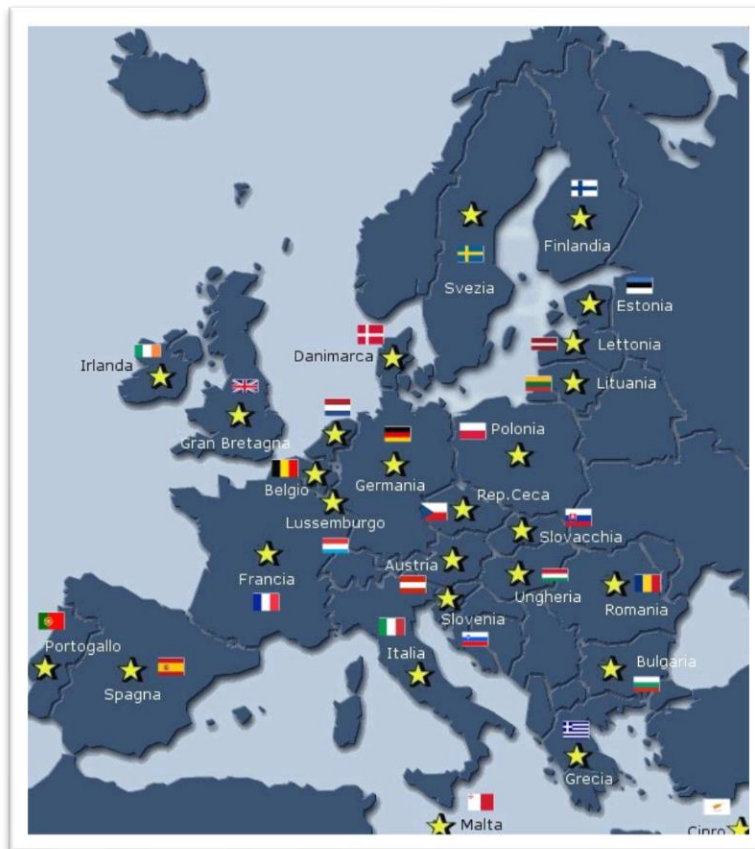 Finlandia
Svezia
Estonia
Lettonia
Danimarca
Irlanda
Lituania
Polonia
Gran Bretagna
Germania
Belgio
Rep.Ceca
Lussemburgo
Slovacchia
Austria
Francia
Ungheria
Romania
Slovenia
Portogallo
Italia
Bulgaria
Spagna
Grecia
Malta
Cipro